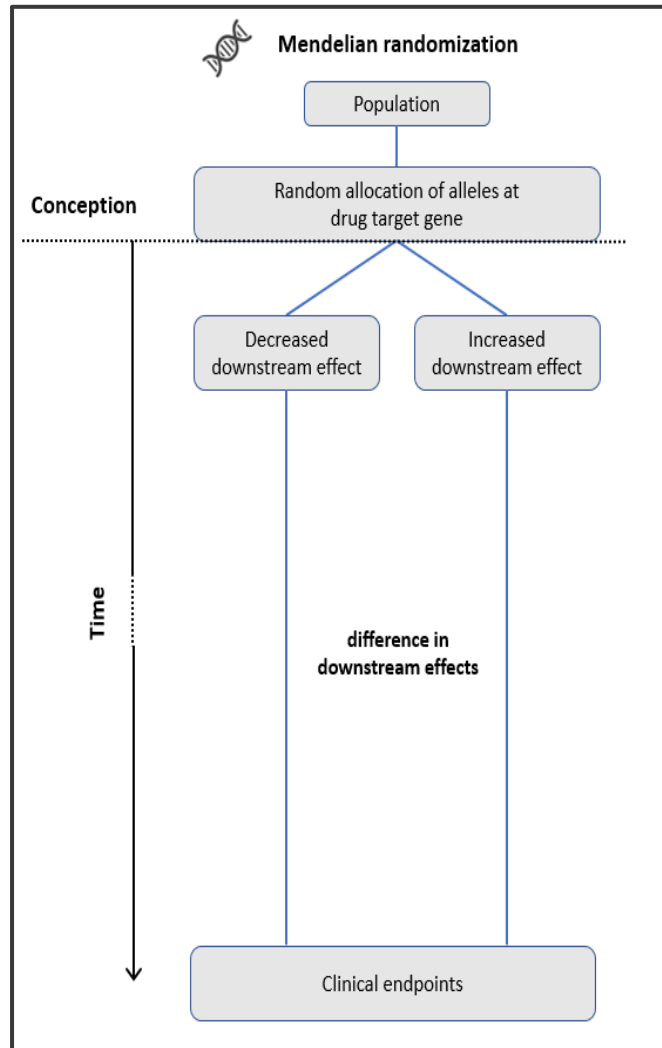 Mendelian randomization
Population
Conception
Random allocation of alleles at
drug target gene
Decreased
downstream effect
Increased
downstream effect
Time
difference in
downstream effects
Clinical endpoints